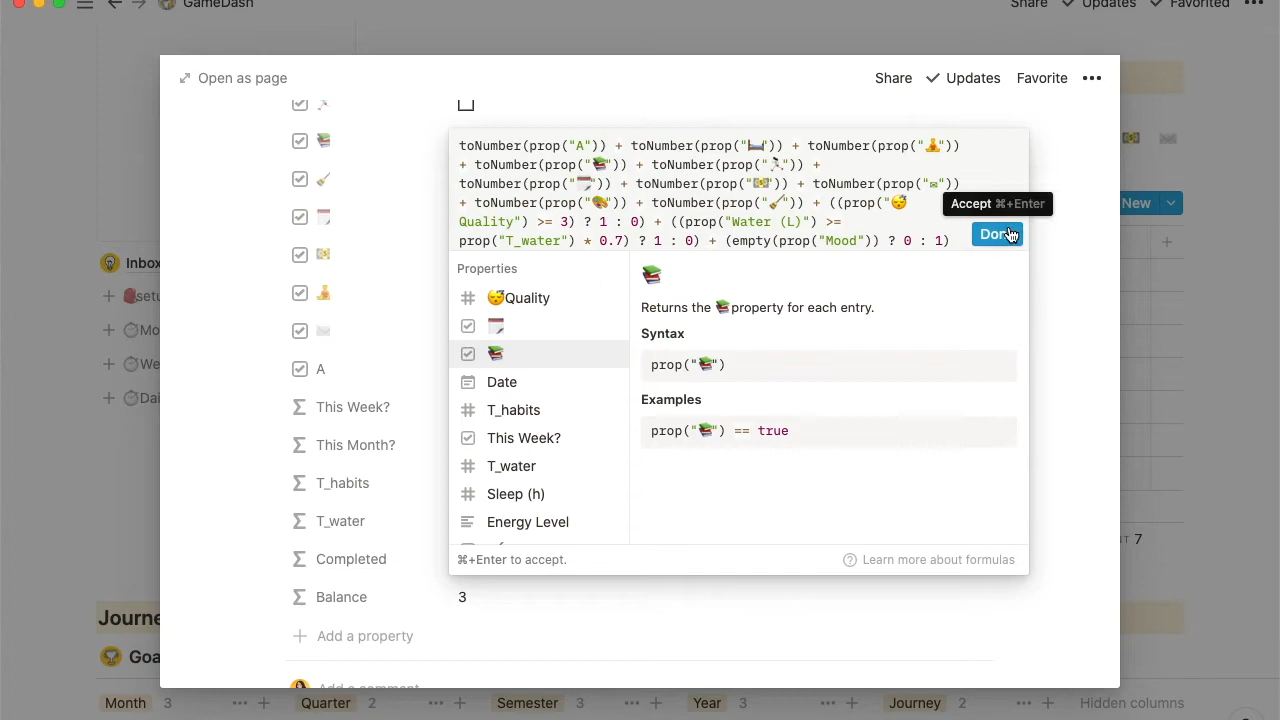 GameDash
Share ✓ Updates ✓ Favorited •••
Open as page
Share ✓ Updates Favorite •••
📚
🧹
🗓
💵
🧘
✉
A
This Week?
This Month?
T_habits
T_water
Completed
Balance 3
+ Add a property
Add a comment
toNumber(prop("A")) + toNumber(prop("🛏")) + toNumber(prop("🧘"))
+ toNumber(prop("📚")) + toNumber(prop("🏃")) +
toNumber(prop("🗓")) + toNumber(prop("💵")) + toNumber(prop("✉"))
+ toNumber(prop("🎨")) + toNumber(prop("🧹")) + ((prop("😴
Quality") >= 3) ? 1 : 0) + ((prop("Water (L)") >=
prop("T_water") * 0.7) ? 1 : 0) + (empty(prop("Mood")) ? 0 : 1)
Accept ⌘+Enter
Done
Properties
😴Quality
🗓
📚
Date
T_habits
This Week?
T_water
Sleep (h)
Energy Level
📚
Returns the 📚property for each entry.
Syntax
prop("📚")
Examples
prop("📚") == true
⌘+Enter to accept.
Learn more about formulas
Inbox
+
+
+
+
New
+
7
Journe
Goa
Month 3 ••• +
Quarter 2 ••• +
Semester 3 ••• +
Year 3 ••• +
Journey 2 ••• +
Hidden columns